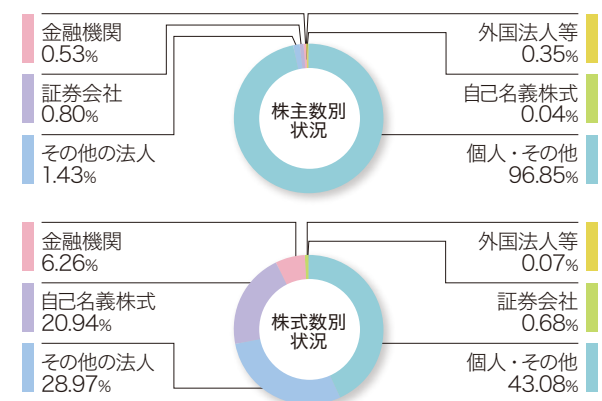 金融機関
0.53%
証券会社
0.80%
その他の法人
1.43%
株主数別
状況
外国法人等
0.35%
自己名義株式
0.04%
個人・その他
96.85%
金融機関
6.26%
自己名義株式
20.94%
その他の法人
28.97%
株式数別
状況
外国法人等
0.07%
証券会社
0.68%
個人・その他
43.08%